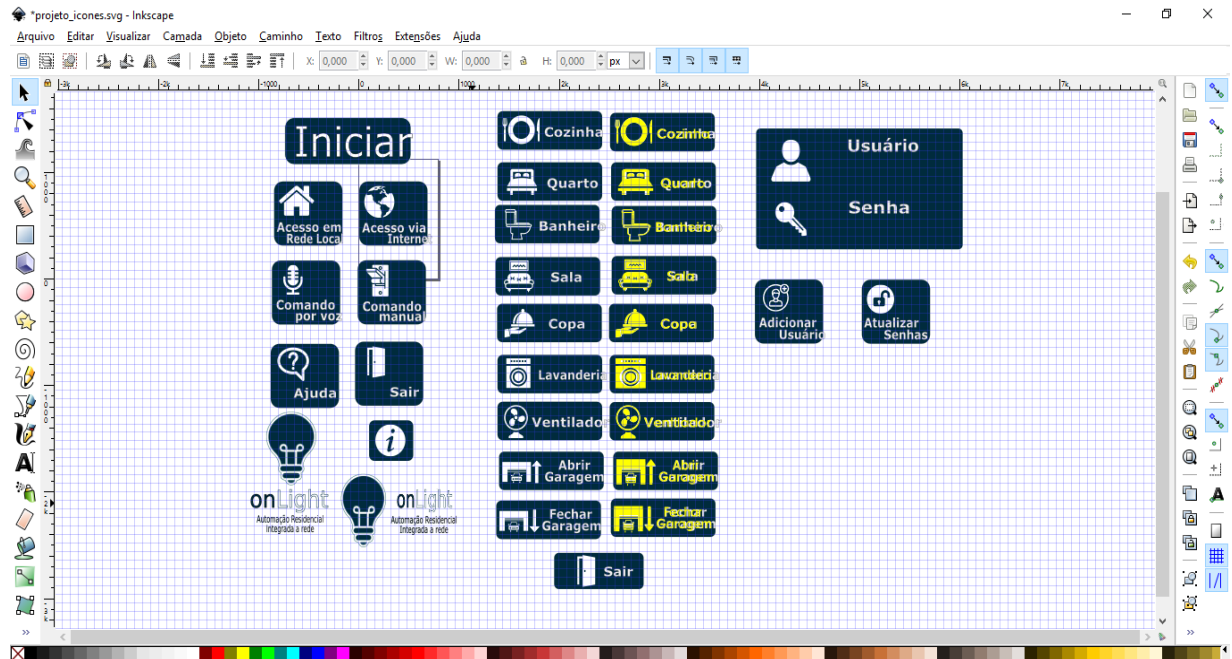 *projeto_icones.svg - Inkscape
Arquivo Editar Visualizar Camada Objeto Caminho Texto Filtros Extensões Ajuda
X: 0,000 Y: 0,000 W: 0,000 H: 0,000 px
Iniciar
Acesso em
Rede Local
Acesso via
Internet
Comando
por voz
Comando
manual
Ajuda
Sair
i
onLight
Automação Residencial
Integrada a rede
onLight
Automação Residencial
Integrada a rede
Cozinha
Cozinha
Quarto
Quarto
Banheiro
Banheiro
Sala
Sala
Copa
Copa
Lavanderia
Lavanderia
Ventilador
Ventilador
Abrir
Garagem
Abrir
Garagem
Fechar
Garagem
Fechar
Garagem
Sair
Usuário
Senha
Adicionar
Usuário
Atualizar
Senhas